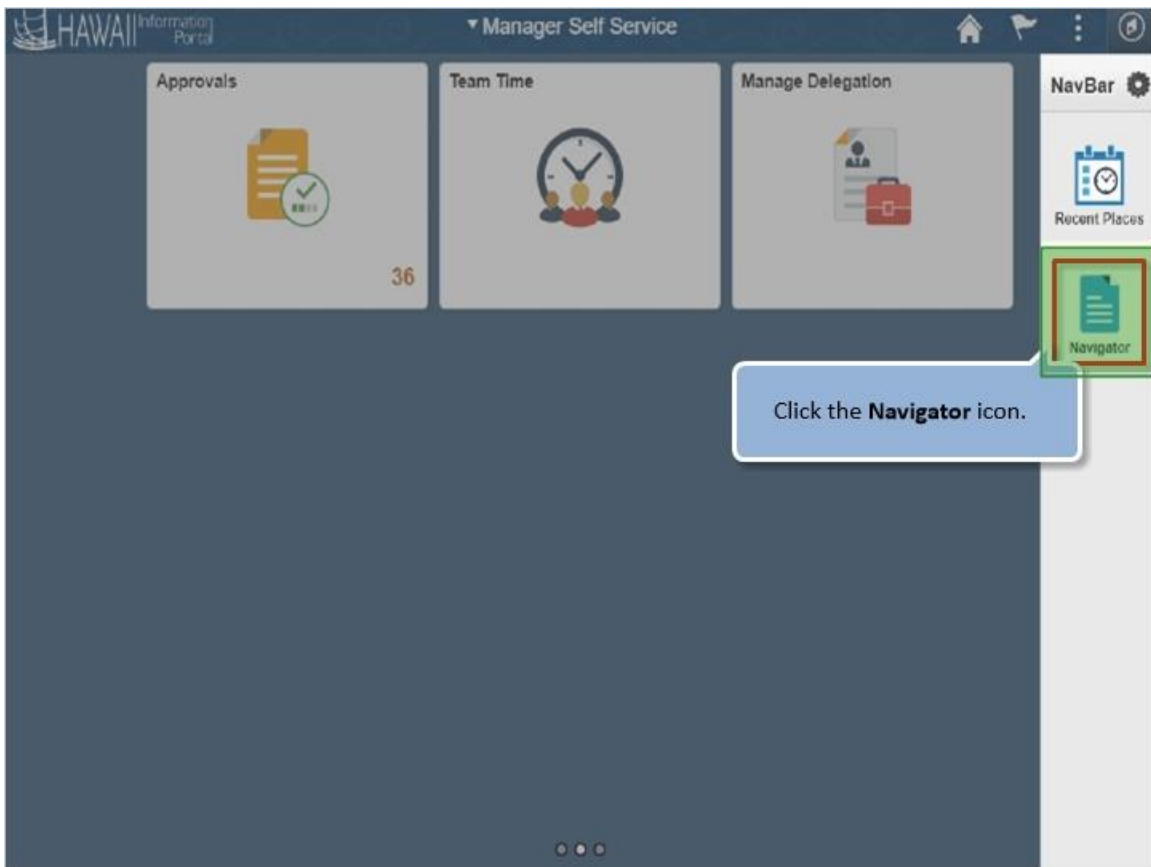 HAWAII Information Portal
Manager Self Service
Approvals
Team Time
Manage Delegation
NavBar
Recent Places
36
Navigator
Click the Navigator icon.